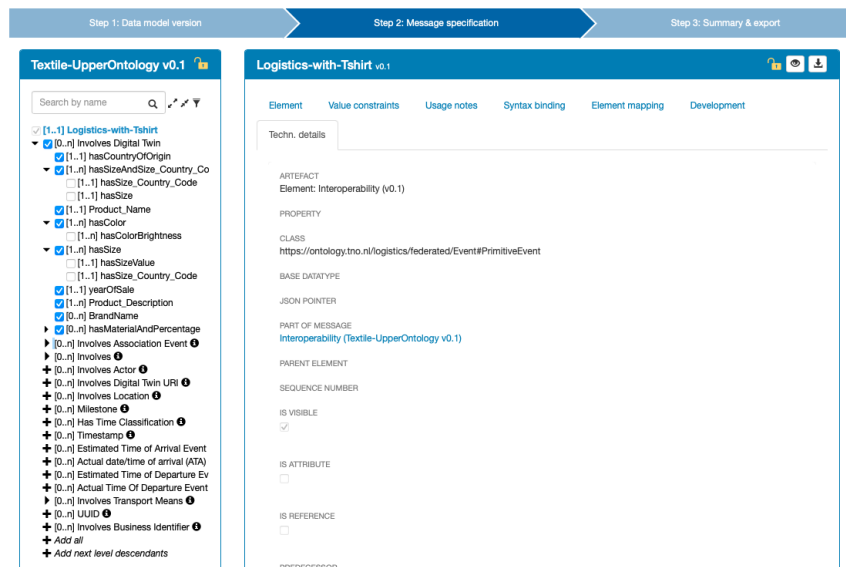 Step 1: Data model version
Step 2: Message specification
Step 3: Summary & export
Textile-UpperOntology v0.1
Search by name
[1..1] Logistics-with-Tshirt
[0..n] Involves Digital Twin
[1..1] hasCountryOfOrigin
[1..n] hasSizeAndSize_Country_Co
[1..1] hasSize_Country_Code
[1..1] hasSize
[1..1] Product_Name
[1..n] hasColor
[1..n] hasColorBrightness
[1..n] hasSize
[1..1] hasSizeValue
[1..1] hasSize_Country_Code
[1..1] yearOfSale
[1..n] Product_Description
[0..n] BrandName
[0..n] hasMaterialAndPercentage
[0..n] Involves Association Event
[0..n] Involves
[0..n] Involves Actor
[0..n] Involves Digital Twin URI
[0..n] Involves Location
[0..n] Milestone
[0..n] Has Time Classification
[0..n] Timestamp
[0..n] Estimated Time of Arrival Event
[0..n] Actual date/time of arrival (ATA)
[0..n] Estimated Time of Departure Ev
[0..n] Actual Time Of Departure Event
[0..n] Involves Transport Means
[0..n] UUID
[0..n] Involves Business Identifier
Add all
Add next level descendants
Logistics-with-Tshirt v0.1
Element Value constraints Usage notes Syntax binding Element mapping Development
Techn. details
ARTEFACT
Element: Interoperability (v0.1)
PROPERTY
CLASS
https://ontology.tno.nl/logistics/federated/Event#PrimitiveEvent
BASE DATATYPE
JSON POINTER
PART OF MESSAGE
Interoperability (Textile-UpperOntology v0.1)
PARENT ELEMENT
SEQUENCE NUMBER
IS VISIBLE
IS ATTRIBUTE
IS REFERENCE
PREDECESSOR